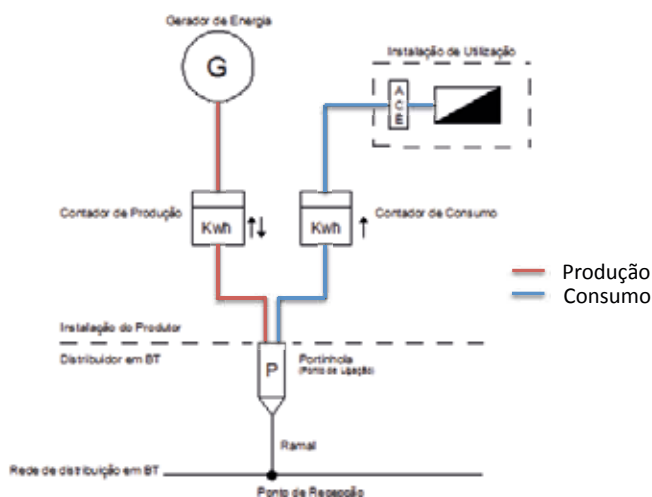 Gerador de Energia
G
Instalação de Utilização
A
C
E
Contador de Produção
Kwh
Kwh
Contador de Consumo
Produção
Consumo
Instalação do Produtor
Distribuidor em BT
P
Portinhola
(Ponto de Ligação)
Ramal
Rede de distribuição em BT
Ponto de Recepção